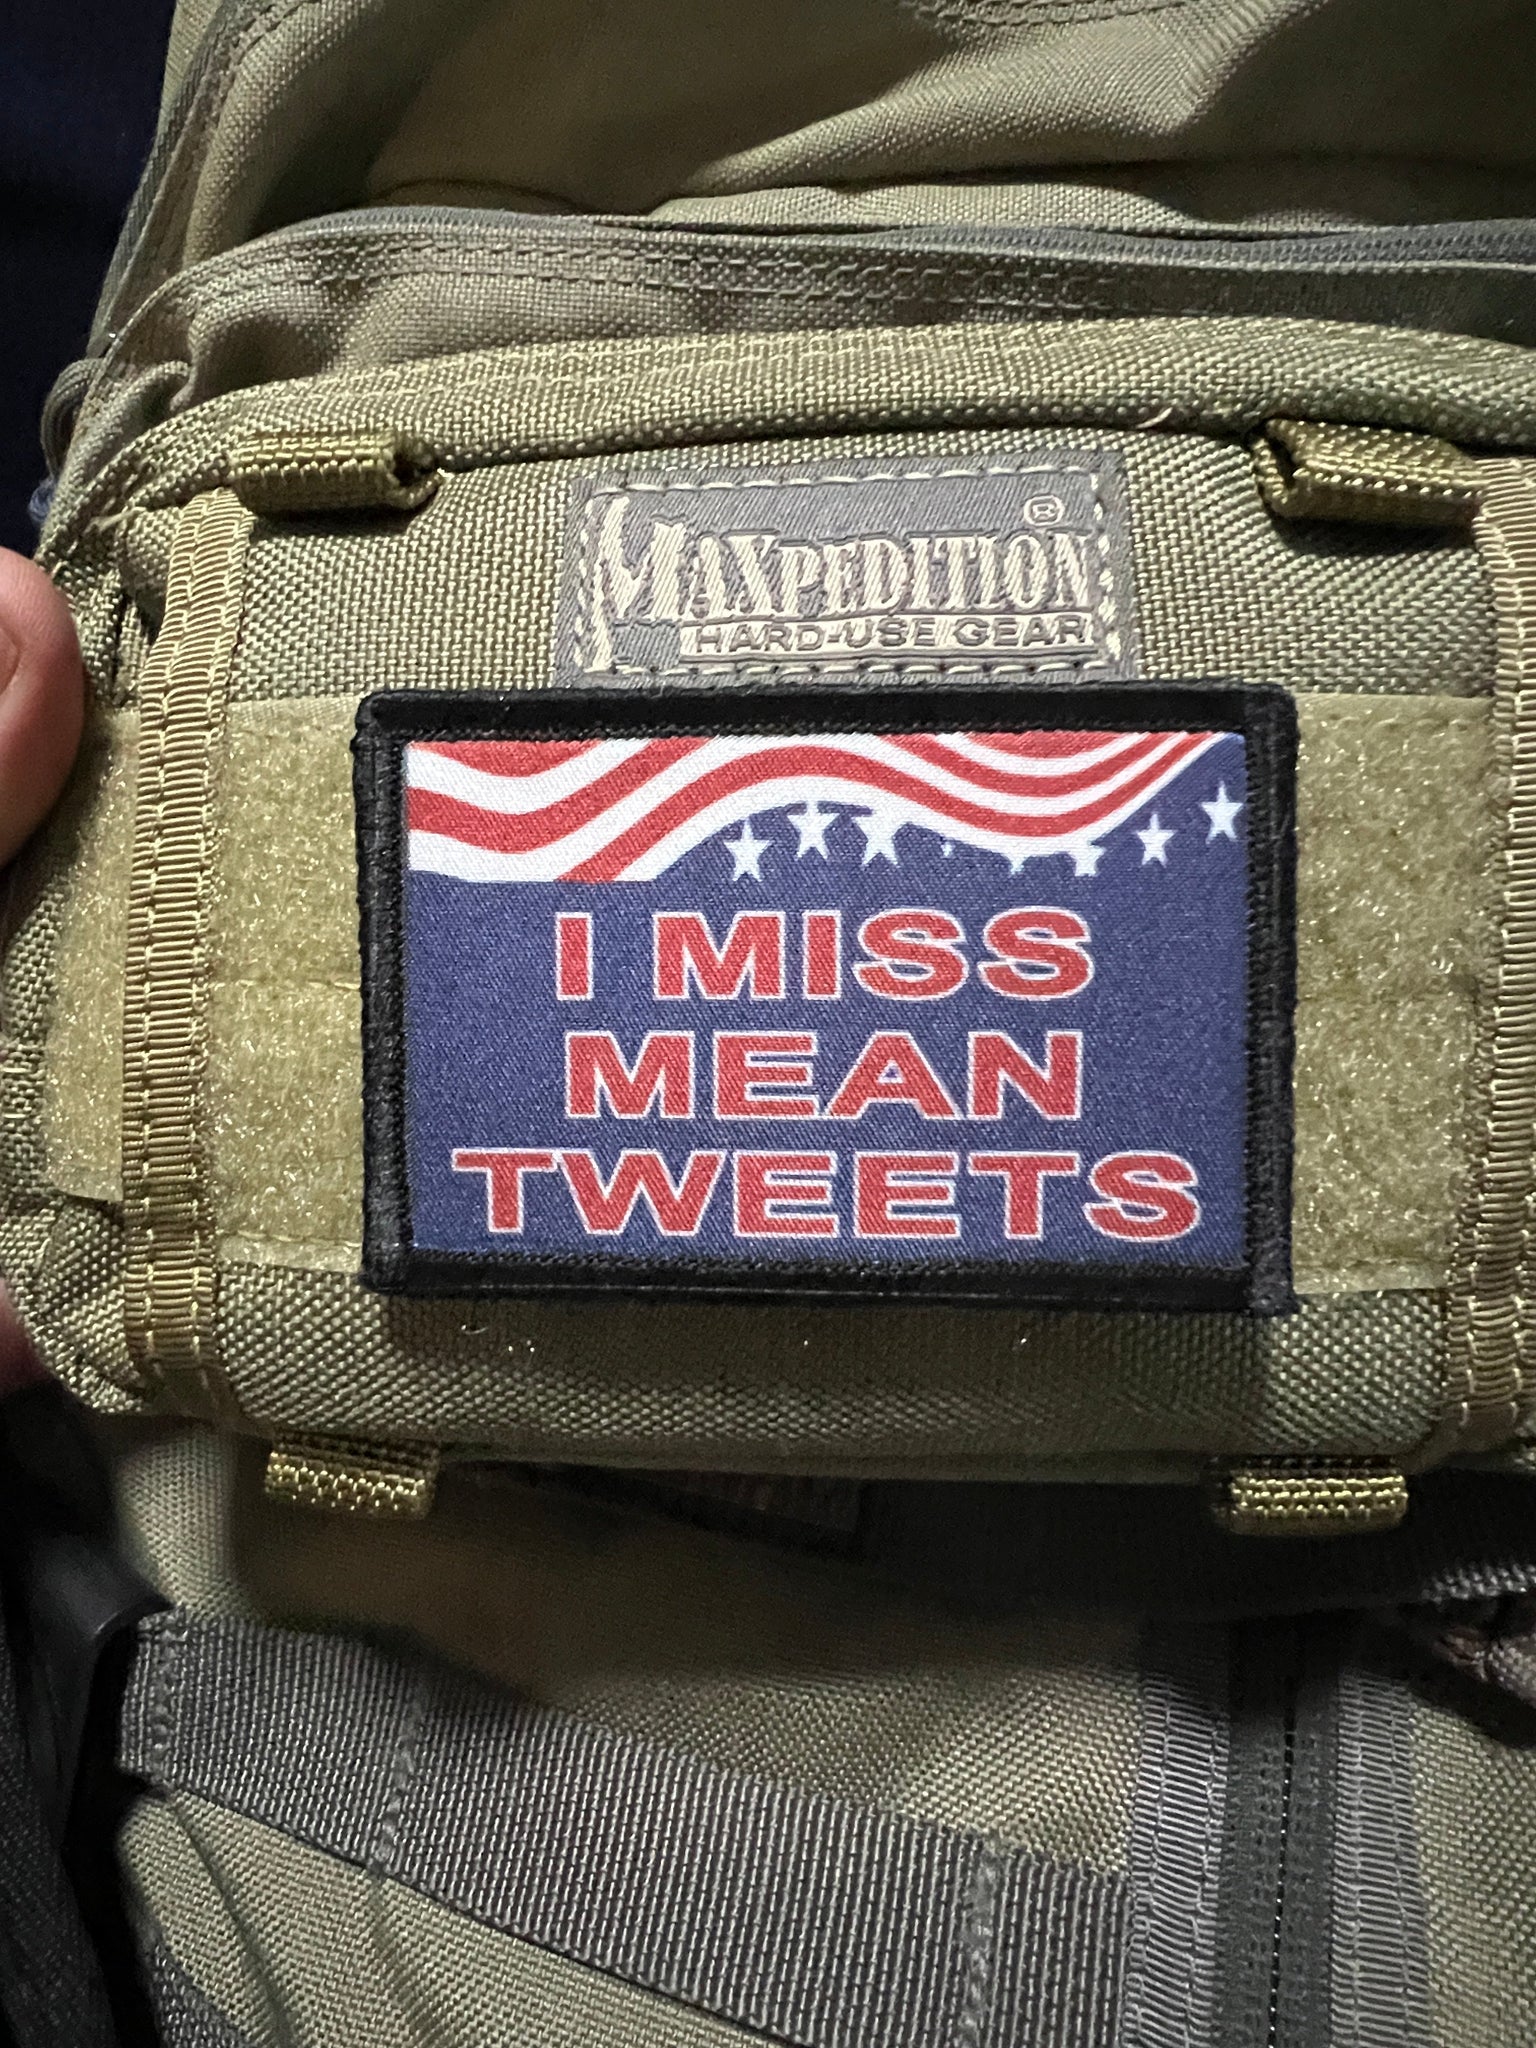 MAXPEDITION®
HARD-USE GEAR
I MISS
MEAN
TWEETS